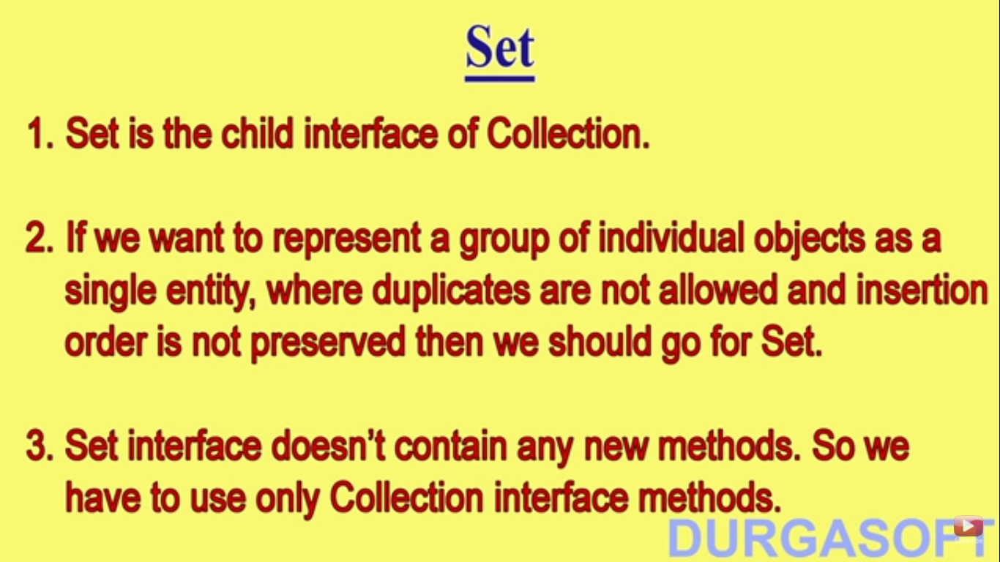 Set
1. Set is the child interface of Collection.
2. If we want to represent a group of individual objects as a
single entity, where duplicates are not allowed and insertion
order is not preserved then we should go for Set.
3. Set interface doesn’t contain any new methods. So we
have to use only Collection interface methods.
DURGASOFT